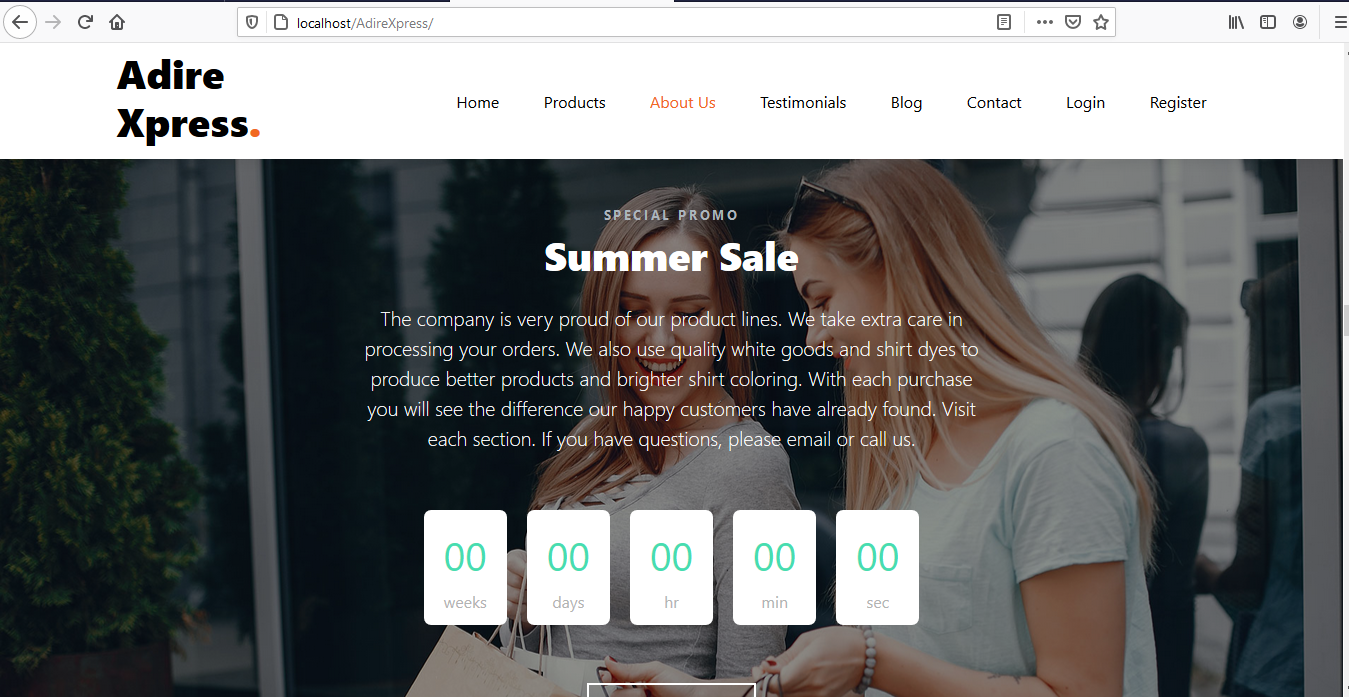 localhost/AdireXpress/
Adire
Xpress.
Home Products About Us Testimonials Blog Contact Login Register
SPECIAL PROMO
Summer Sale
The company is very proud of our product lines. We take extra care in
processing your orders. We also use quality white goods and shirt dyes to
produce better products and brighter shirt coloring. With each purchase
you will see the difference our happy customers have already found. Visit
each section. If you have questions, please email or call us.
00 00 00 00 00
weeks days hr min sec